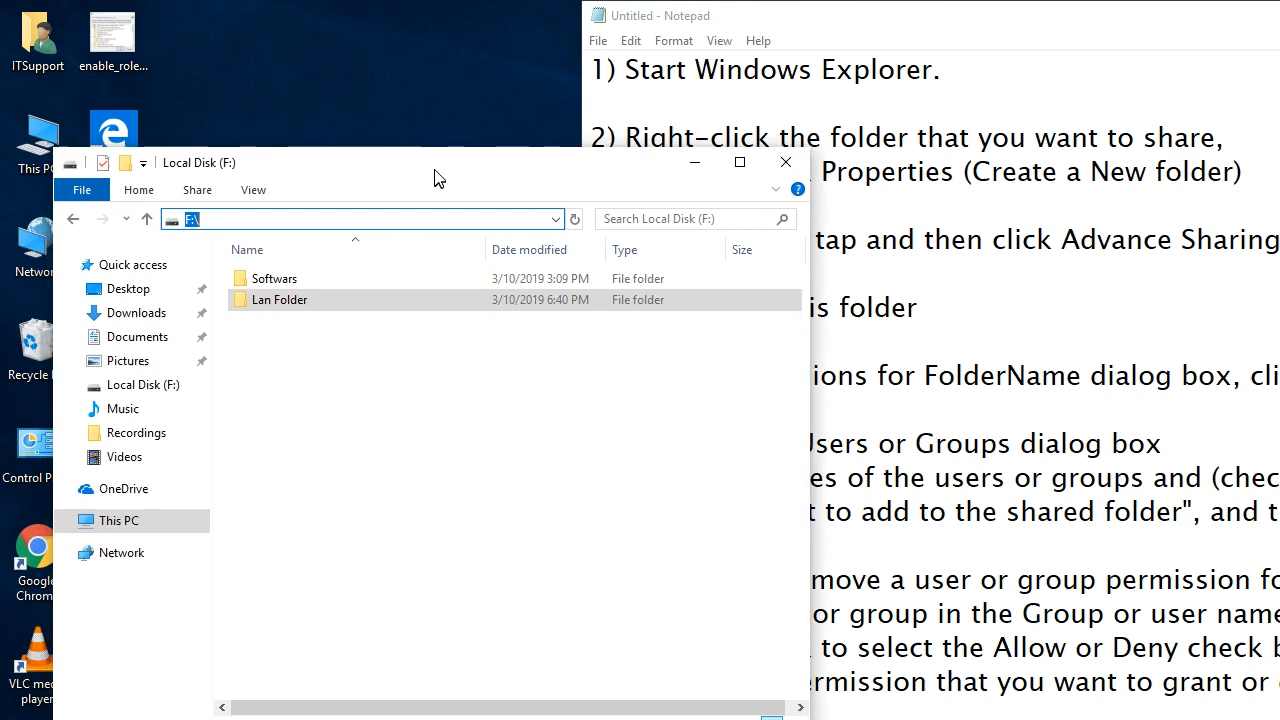 ITSupport
enable_role...
This PC
Network
Recycle
Control P
Google
Chrom
VLC med
player
Local Disk (F:)
File
Home
Share
View
F:\
Search Local Disk (F:)
Quick access
Desktop
Downloads
Documents
Pictures
Local Disk (F:)
Music
Recordings
Videos
OneDrive
This PC
Network
Name
Date modified
Type
Size
Softwars
3/10/2019 3:09 PM
File folder
Lan Folder
3/10/2019 6:40 PM
File folder
Untitled - Notepad
File
Edit
Format
View
Help
1) Start Windows Explorer.
2) Right-click the folder that you want to share,
Properties (Create a New folder)
tap and then click Advance Sharing
is folder
ions for FolderName dialog box, cli
Users or Groups dialog box
es of the users or groups and (chec
t to add to the shared folder", and t
move a user or group permission fo
or group in the Group or user name
to select the Allow or Deny check b
rmission that you want to grant or